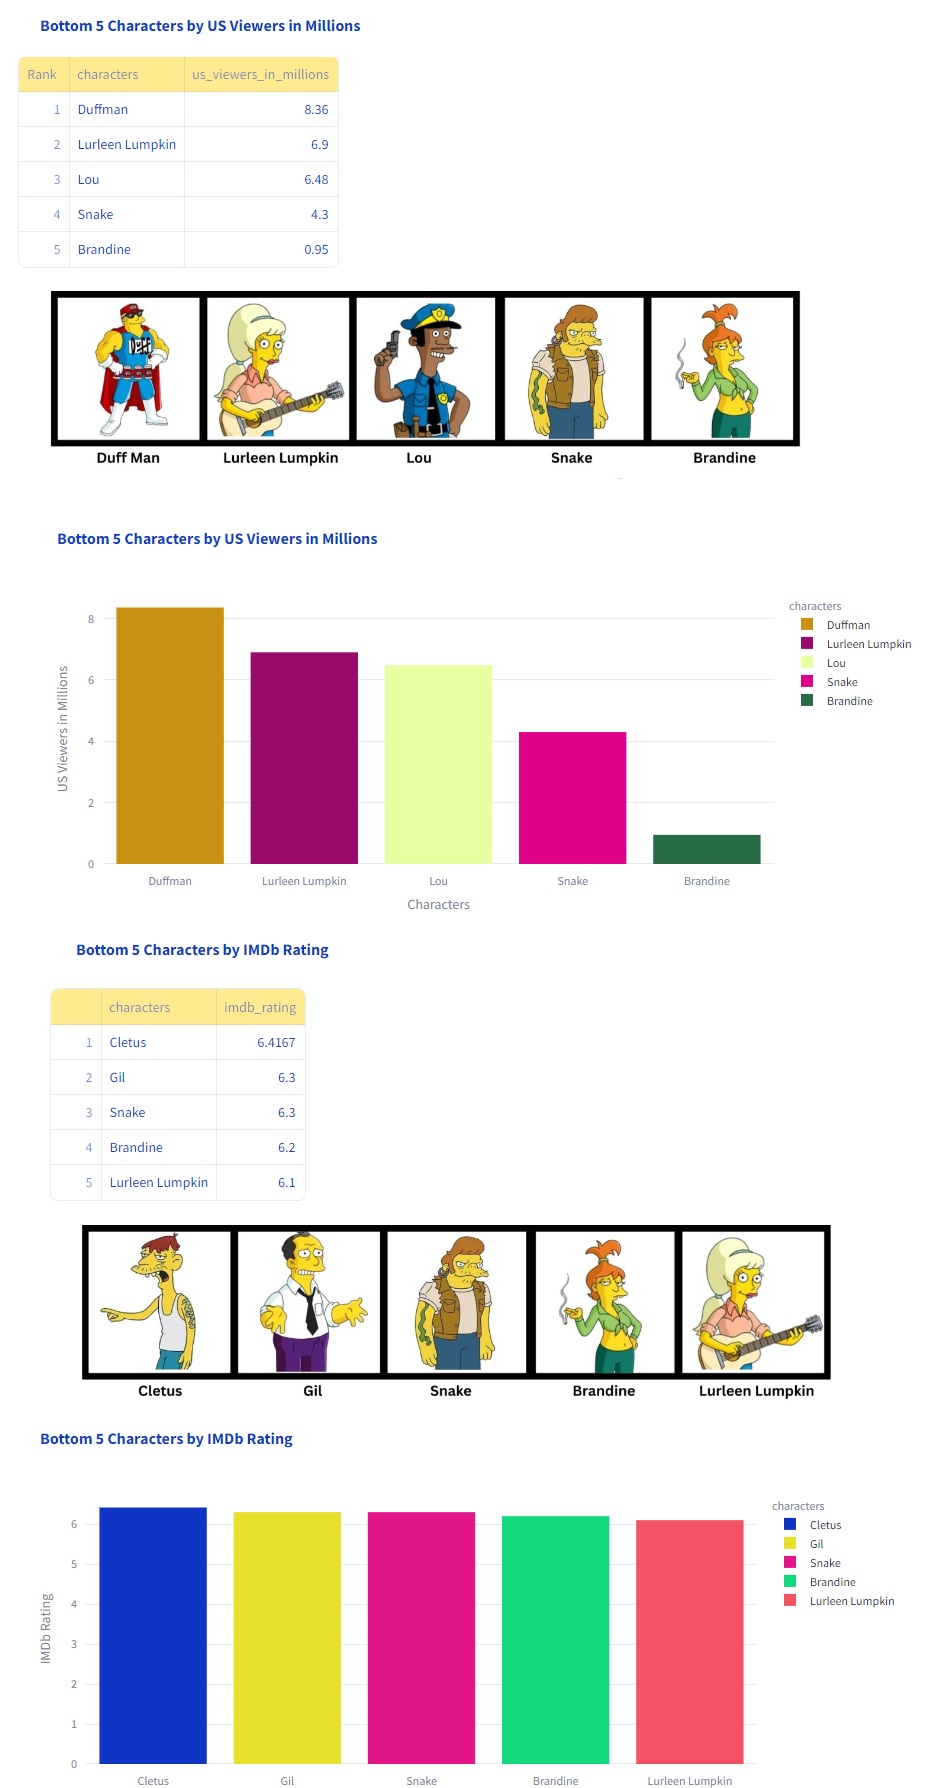 Bottom 5 Characters by US Viewers in Millions
Rank characters us_viewers_in_millions
1 Duffman 8.36
2 Lurleen Lumpkin 6.9
3 Lou 6.48
4 Snake 4.3
5 Brandine 0.95
DUFF
Duff Man Lurleen Lumpkin Lou Snake Brandine
Bottom 5 Characters by US Viewers in Millions
characters
Duffman
Lurleen Lumpkin
Lou
Snake
Brandine
US Viewers in Millions
8
6
4
2
0
Duffman Lurleen Lumpkin Lou Snake Brandine
Characters
Bottom 5 Characters by IMDb Rating
characters imdb_rating
1 Cletus 6.4167
2 Gil 6.3
3 Snake 6.3
4 Brandine 6.2
5 Lurleen Lumpkin 6.1
Cletus Gil Snake Brandine Lurleen Lumpkin
Bottom 5 Characters by IMDb Rating
characters
Cletus
Gil
Snake
Brandine
Lurleen Lumpkin
IMDb Rating
6
5
4
3
2
1
0
Cletus Gil Snake Brandine Lurleen Lumpkin